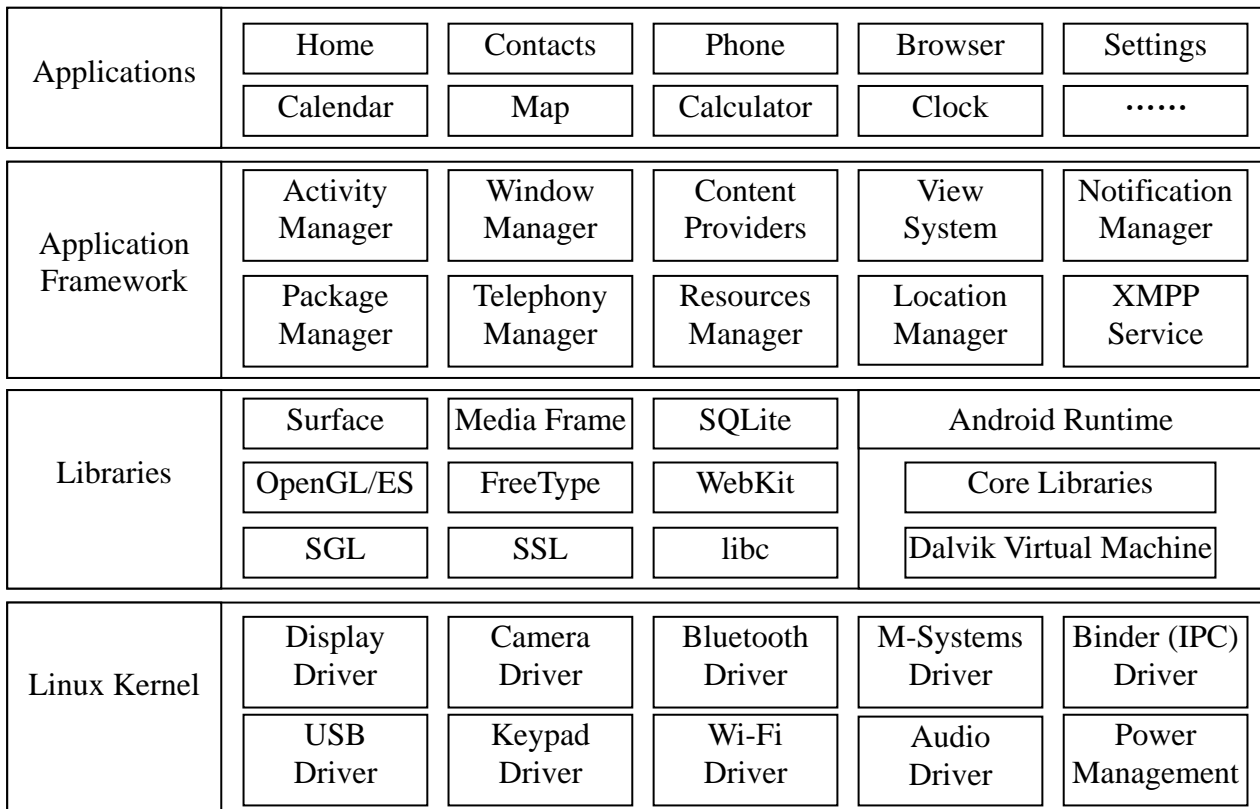 Applications
Home
Contacts
Phone
Browser
Settings
Calendar
Map
Calculator
Clock
……
Application
Framework
Activity
Manager
Window
Manager
Content
Providers
View
System
Notification
Manager
Package
Manager
Telephony
Manager
Resources
Manager
Location
Manager
XMPP
Service
Libraries
Surface
Media Frame
SQLite
OpenGL/ES
FreeType
WebKit
SGL
SSL
libc
Android Runtime
Core Libraries
Dalvik Virtual Machine
Linux Kernel
Display
Driver
Camera
Driver
Bluetooth
Driver
M-Systems
Driver
Binder (IPC)
Driver
USB
Driver
Keypad
Driver
Wi-Fi
Driver
Audio
Driver
Power
Management